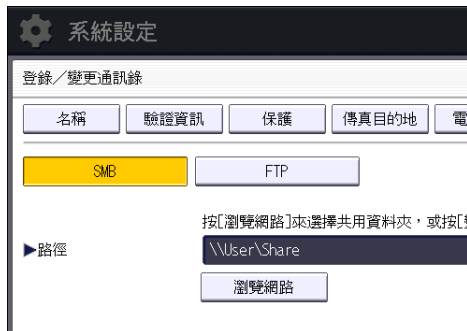 系統設定
登錄／變更通訊錄
名稱 驗證資訊 保護 傳真目的地 電
SMB FTP
按[瀏覽網路]來選擇共用資料夾，或按[
▶路徑 \\User\Share
瀏覽網路